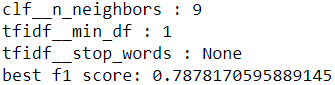 clf__n_neighbors : 9
tfidf__min_df : 1
tfidf__stop_words : None
best f1 score: 0.7878170595889145